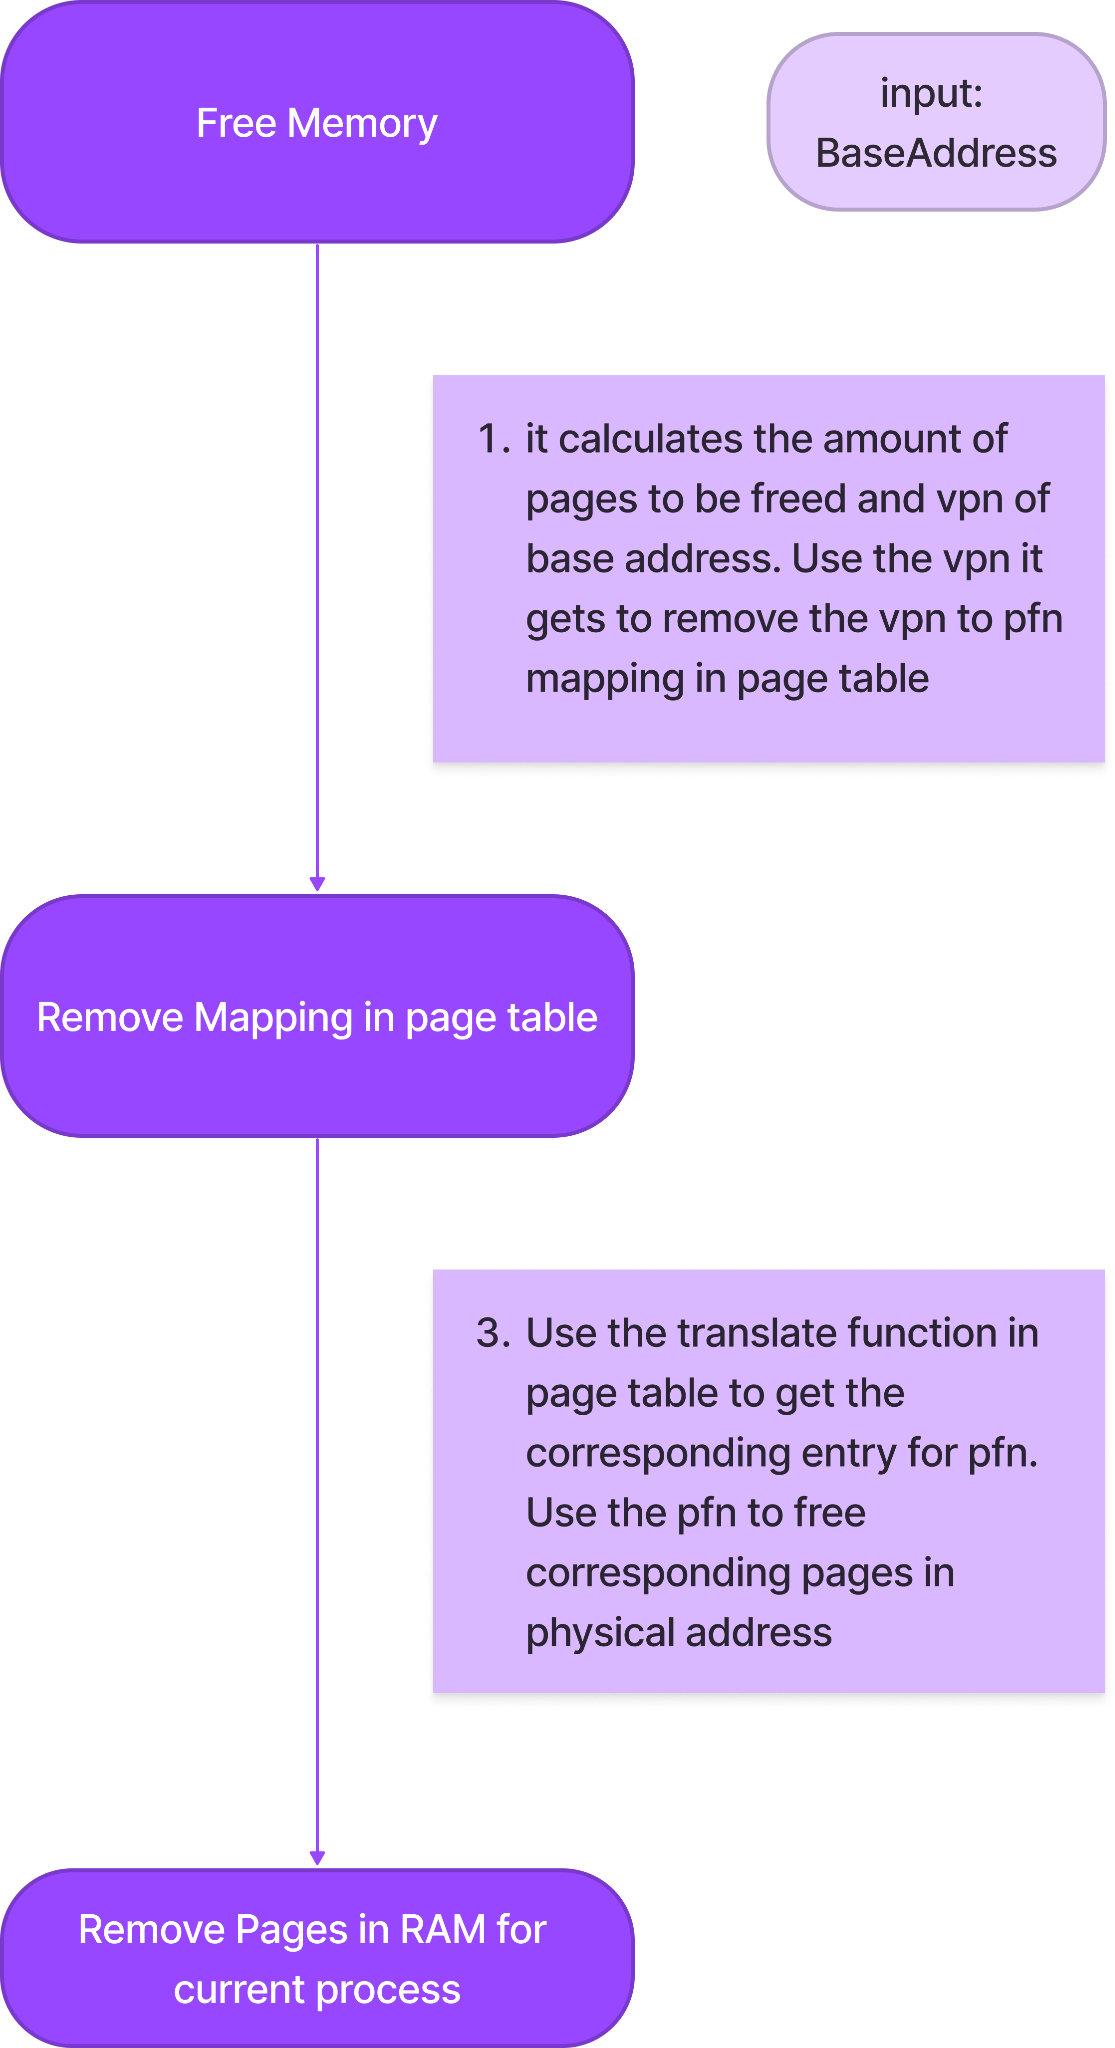 Free Memory
input:
BaseAddress
1. it calculates the amount of
pages to be freed and vpn of
base address. Use the vpn it
gets to remove the vpn to pfn
mapping in page table
Remove Mapping in page table
3. Use the translate function in
page table to get the
corresponding entry for pfn.
Use the pfn to free
corresponding pages in
physical address
Remove Pages in RAM for
current process